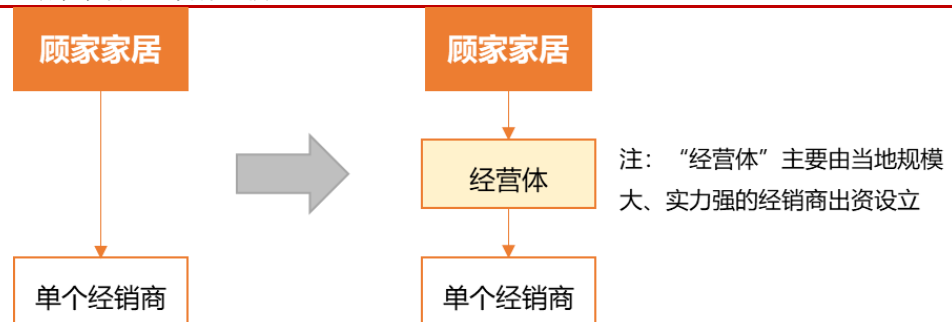 顾家家居
顾家家居
经营体
注：“经营体”主要由当地规模
大、实力强的经销商出资设立
单个经销商
单个经销商